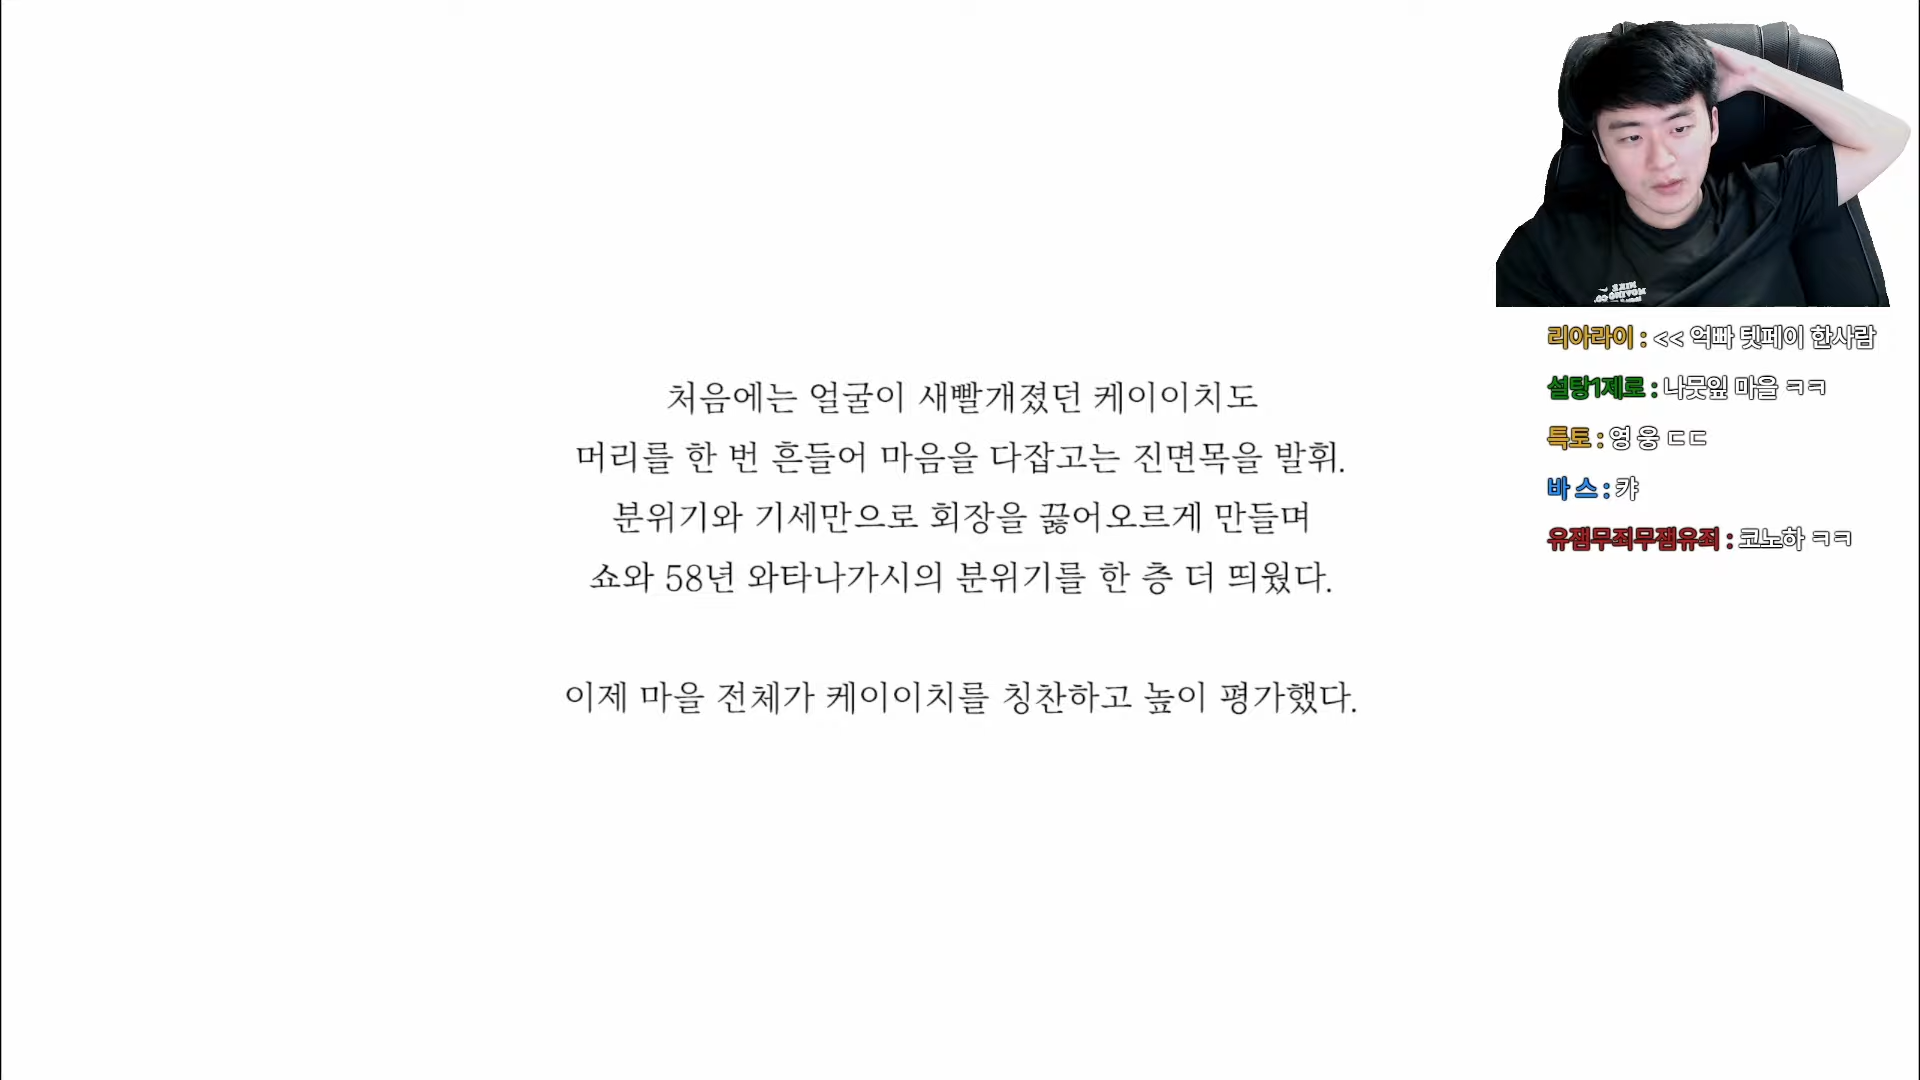 처음에는 얼굴이 새빨개졌던 케이이치도
머리를 한 번 흔들어 마음을 다잡고는 진면목을 발휘.
분위기와 기세만으로 회장을 끓어오르게 만들며
쇼와 58년 와타나가시의 분위기를 한 층 더 띄웠다.
이제 마을 전체가 케이이치를 칭찬하고 높이 평가했다.
리아라이 : << 억빠 텟페이 한사람
설탕1제로 : 나뭇잎 마을 ㅋㅋ
특토 : 영 웅 ㄷㄷ
바 스 : 캬
유잼무죄무잼유죄 : 코노하 ㅋㅋ